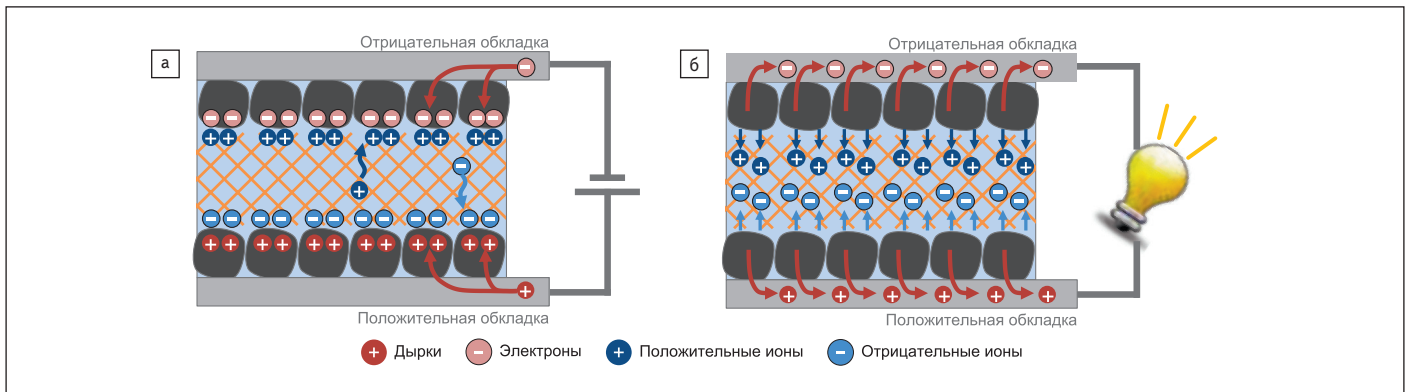 а
Отрицательная обкладка
Положительная обкладка
б
Отрицательная обкладка
Положительная обкладка
Дырки
Электроны
Положительные ионы
Отрицательные ионы